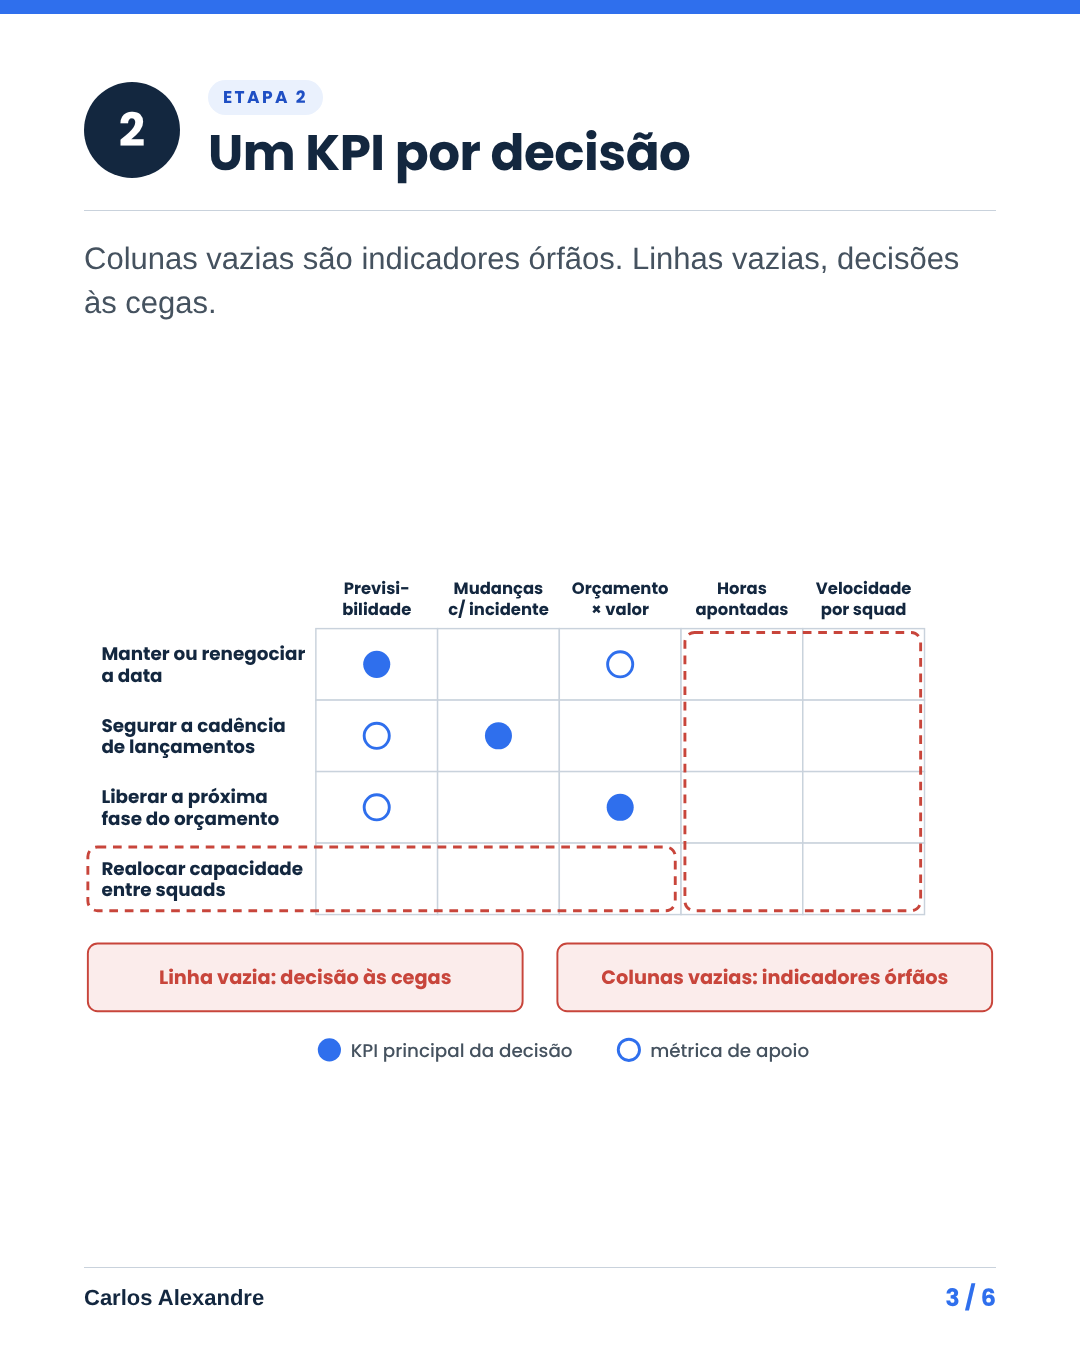 2
ETAPA 2
Um KPI por decisão
Colunas vazias são indicadores órfãos. Linhas vazias, decisões
às cegas.
Previsi-
bilidade
Mudanças
c/ incidente
Orçamento
× valor
Horas
apontadas
Velocidade
por squad
Manter ou renegociar
a data
Segurar a cadência
de lançamentos
Liberar a próxima
fase do orçamento
Realocar capacidade
entre squads
Linha vazia: decisão às cegas
Colunas vazias: indicadores órfãos
KPI principal da decisão
métrica de apoio
Carlos Alexandre
3 / 6